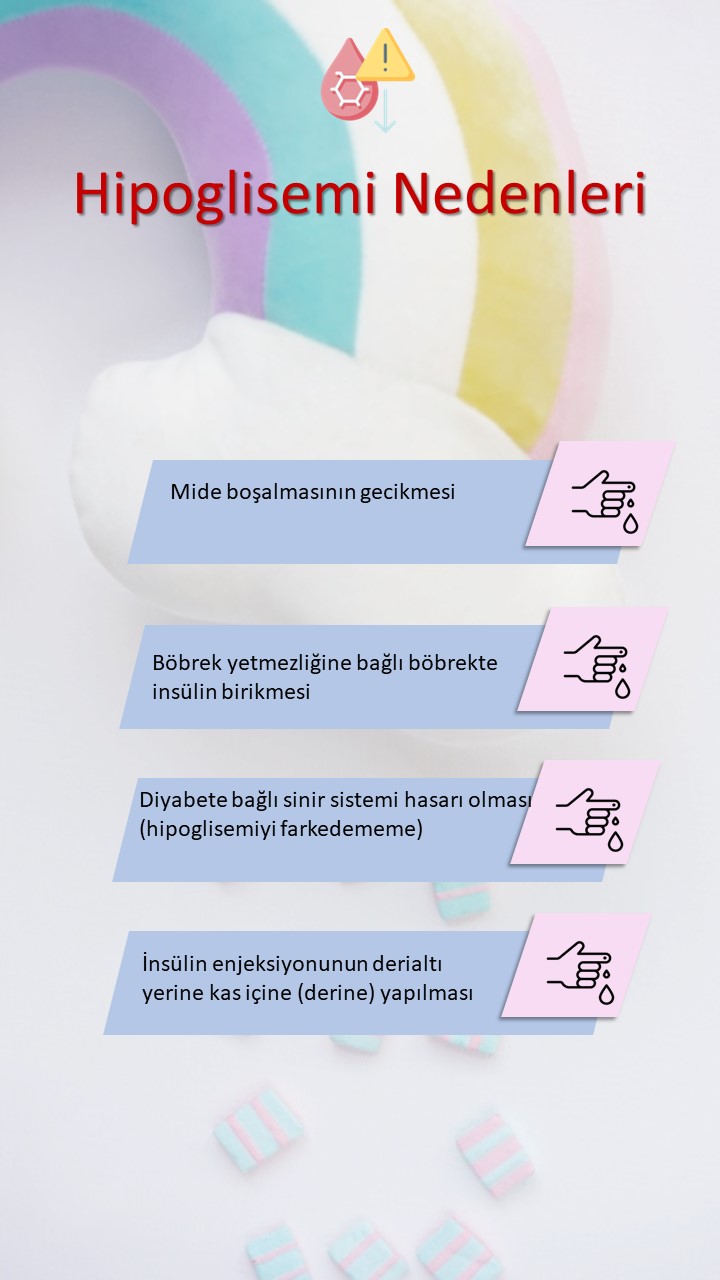 Hipoglisemi Nedenleri
Mide boşalmasının gecikmesi
Böbrek yetmezliğine bağlı böbrekte
insülin birikmesi
Diyabete bağlı sinir sistemi hasarı olması
(hipoglisemiyi farkedememe)
İnsülin enjeksiyonunun derialtı
yerine kas içine (derine) yapılması